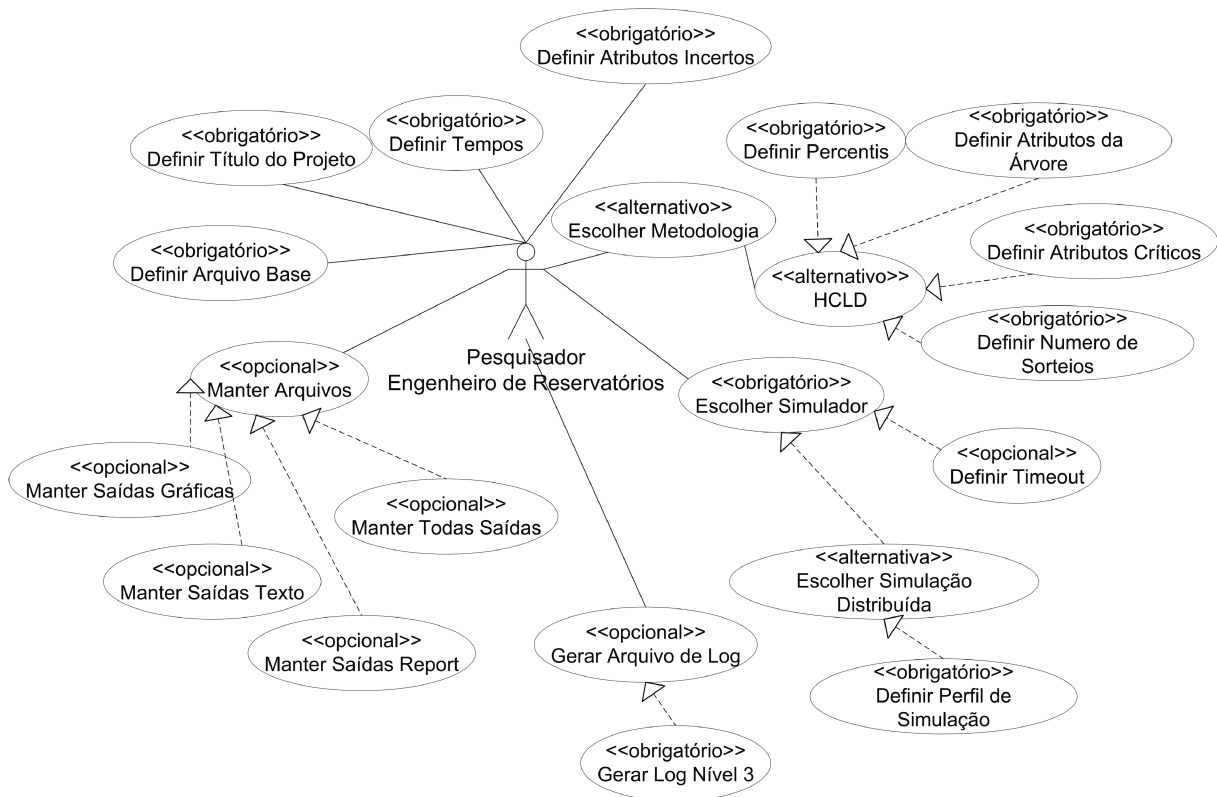 <<obrigatório>>
Definir Atributos Incertos
<<obrigatório>>
Definir Título do Projeto
<<obrigatório>>
Definir Tempos
<<obrigatório>>
Definir Percentis
<<obrigatório>>
Definir Atributos da
Árvore
<<alternativo>>
Escolher Metodologia
<<obrigatório>>
Definir Atributos Críticos
<<obrigatório>>
Definir Arquivo Base
<<alternativo>>
HCLD
<<obrigatório>>
Definir Numero de
Sorteios
Pesquisador
Engenheiro de Reservatórios
<<opcional>>
Manter Arquivos
<<obrigatório>>
Escolher Simulador
<<opcional>>
Manter Saídas Gráficas
<<opcional>>
Definir Timeout
<<opcional>>
Manter Todas Saídas
<<opcional>>
Manter Saídas Texto
<<alternativa>>
Escolher Simulação
Distribuída
<<opcional>>
Manter Saídas Report
<<opcional>>
Gerar Arquivo de Log
<<obrigatório>>
Definir Perfil de
Simulação
<<obrigatório>>
Gerar Log Nível 3